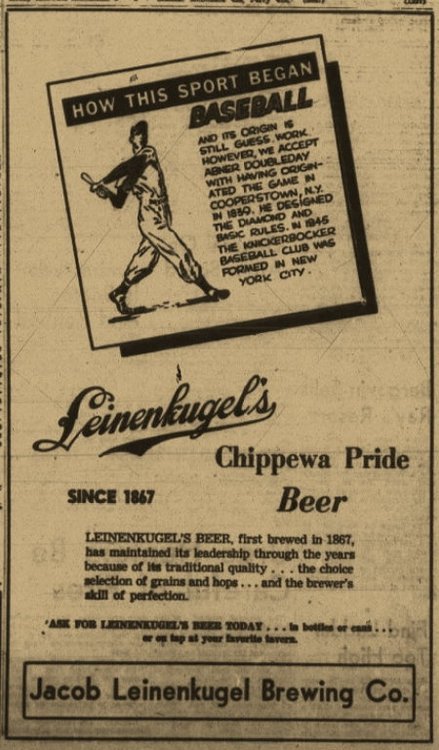 HOW THIS SPORT BEGAN
BASEBALL
AND ITS ORIGIN IS
STILL GUESS WORK.
HOWEVER, WE ACCEPT
ABNER DOUBLEDAY
WITH HAVING ORIGIN-
ATED THE GAME IN
COOPERSTOWN, N.Y.
IN 1839. HE DESIGNED
THE DIAMOND AND
BASIC RULES. IN 1845
THE KNICKERBOCKER
BASEBALL CLUB WAS
FORMED IN NEW
YORK CITY.
Leinenkugel's
Chippewa Pride
SINCE 1867
Beer
LEINENKUGEL'S BEER, first brewed in 1867,
has maintained its leadership through the years
because of its traditional quality . . . the choice
selection of grains and hops . . . and the brewer's
skill of perfection.
'ASK FOR LEINENKUGEL'S BEER TODAY . . . in bottles or cans . . .
or on tap at your favorite tavern.
Jacob Leinenkugel Brewing Co.